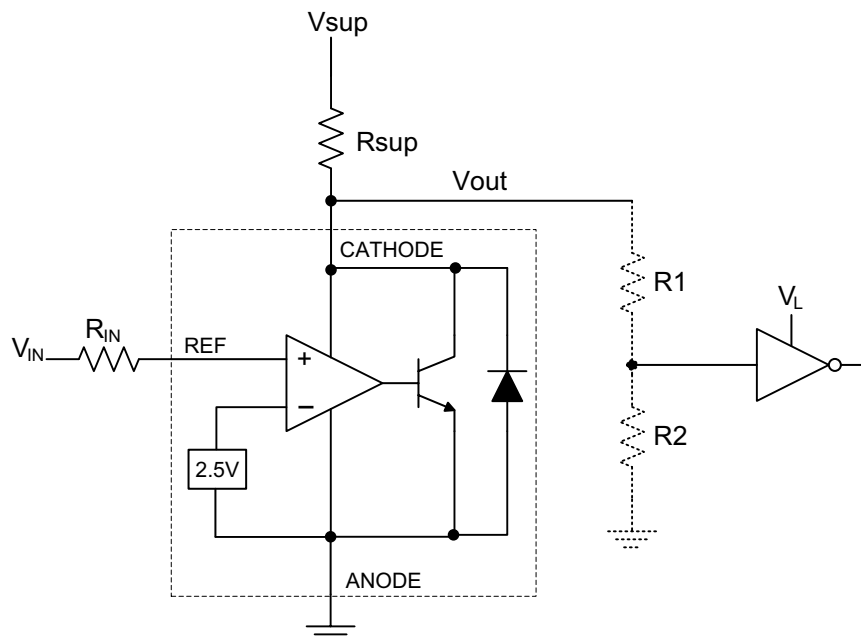 Vsup
Rsup
Vout
CATHODE
R1
VL
RIN
VIN
REF
+
−
R2
2.5V
ANODE